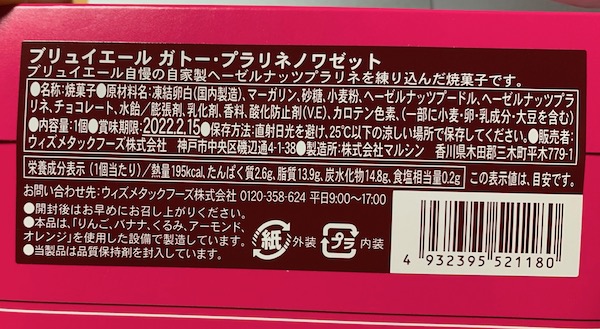 ブリュイエール ガトー・プラリネノワゼット
ブリュイエール自慢の自家製ヘーゼルナッツプラリネを練り込んだ焼菓子です。
●名称:焼菓子●原材料名:凍結卵白(国内製造)、マーガリン、砂糖、小麦粉、ヘーゼルナッツプードル、ヘーゼルナッツプラ
リネ、チョコレート、水飴／膨張剤、乳化剤、香料、酸化防止剤(V.E)、カロテン色素、(一部に小麦・卵・乳成分・大豆を含む)
●内容量:1個●賞味期限:2022.2.15●保存方法:直射日光を避け、25℃以下の涼しい場所で保存してください。●販売者:
ウィズメタックフーズ株式会社 神戸市中央区磯辺通4-1-38●製造所:株式会社マルシン 香川県木田郡三木町平木779-1
栄養成分表示(1個当たり)／熱量195kcal、たんぱく質2.6g、脂質13.9g、炭水化物14.8g、食塩相当量0.2g この表示値は、目安です。
お問い合わせ先:ウィズメタックフーズ株式会社 0120-358-624 平日9:00〜17:00
●開封後はお早めにお召し上がりください。
●本品は、「りんご、バナナ、くるみ、アーモンド、
オレンジ」を使用した設備で製造しています。
●当製品は品質保持剤を封入しています。
紙 外装 プラ 内装
4 932395 521180